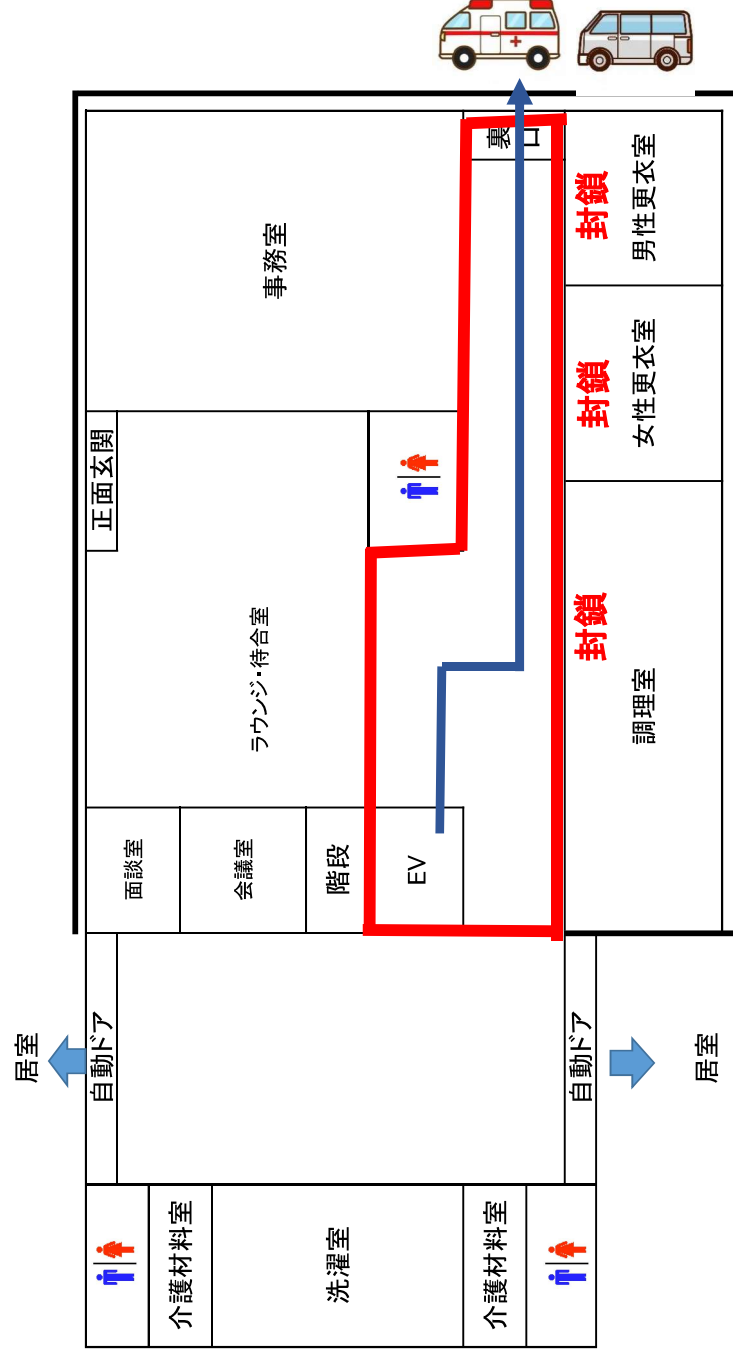 裏口
封鎖
男性更衣室
事務室
封鎖
女性更衣室
正面玄関
封鎖
調理室
ラウンジ・待合室
面談室
会議室
階段
EV
居室
自動ドア
自動ドア
居室
介護材料室
洗濯室
介護材料室